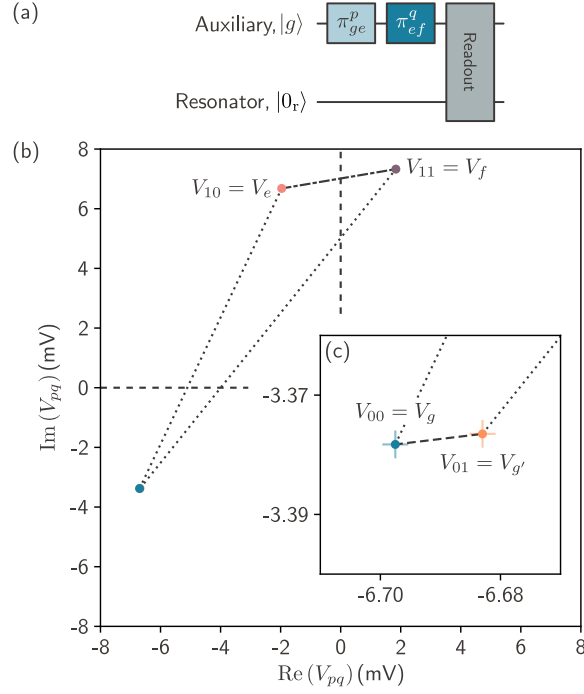 (a)
Auxiliary, |g⟩
π^p_ge
π^q_ef
Readout
Resonator, |0_r⟩
(b)
8
6
4
2
0
-2
-4
-6
-8
Im (V_pq) (mV)
V_10 = V_e
V_11 = V_f
(c)
-3.37
-3.39
V_00 = V_g
V_01 = V_g′
-6.70
-6.68
-8
-6
-4
-2
0
2
4
6
8
Re (V_pq) (mV)